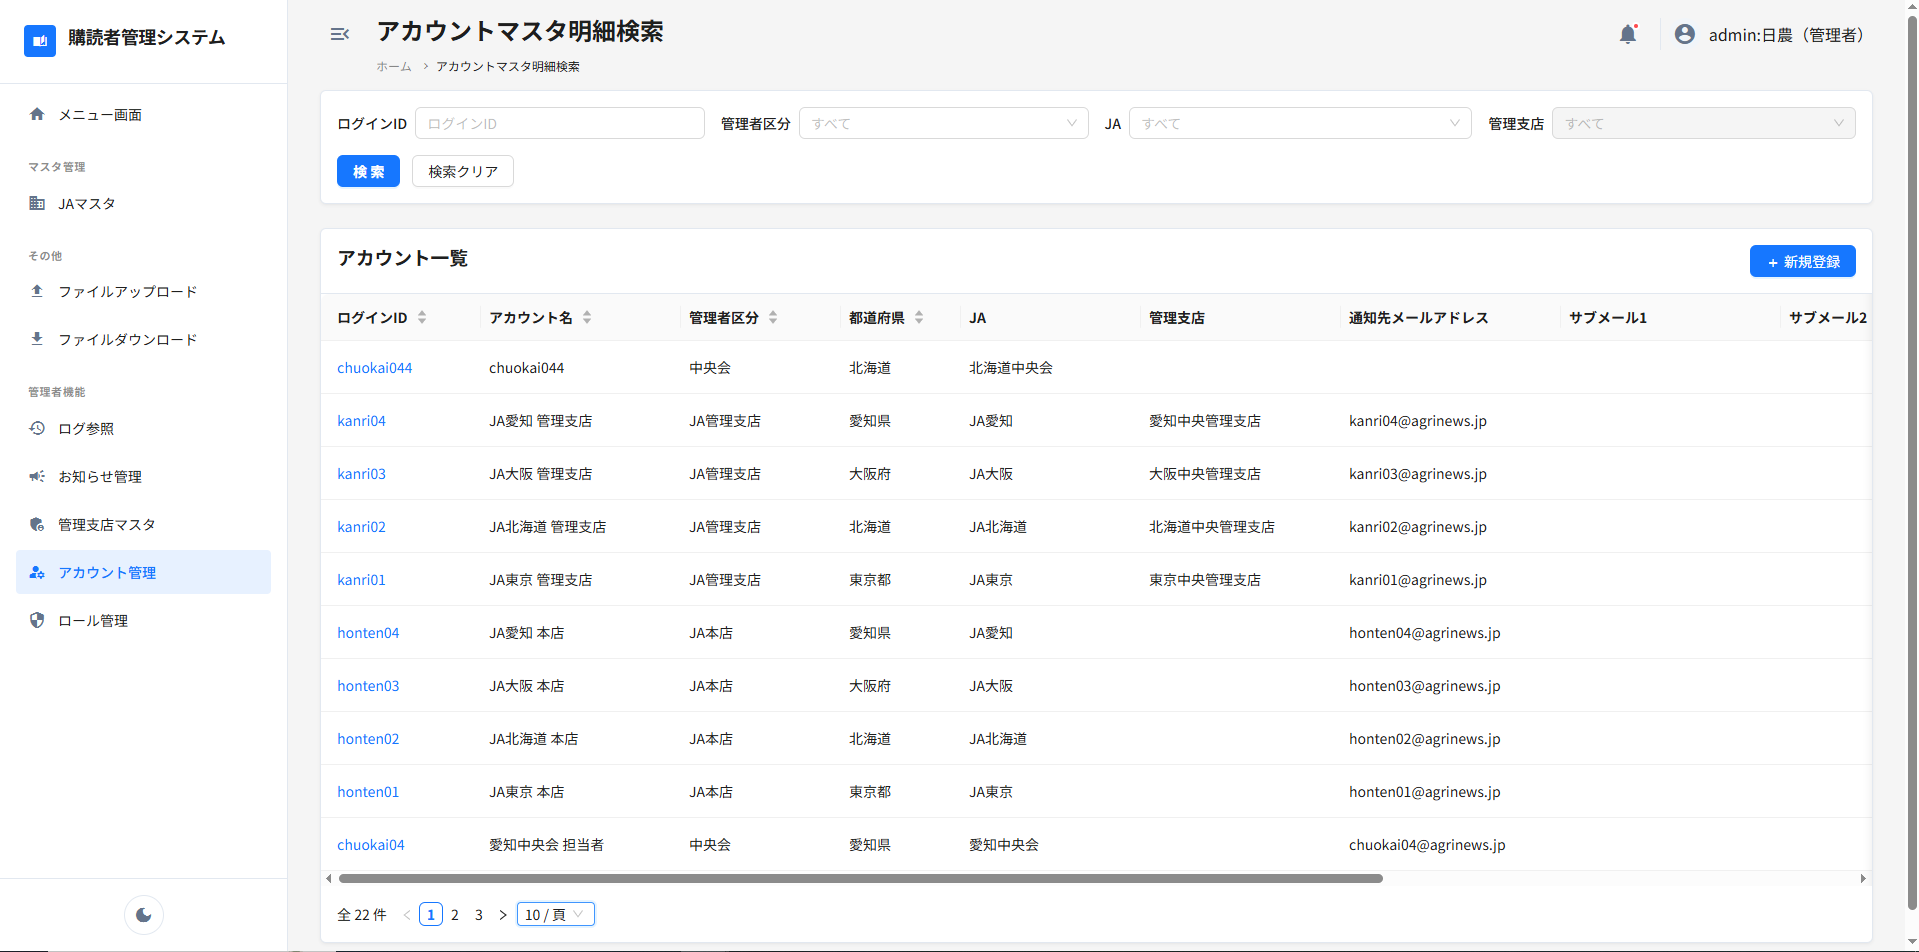 購読者管理システム
メニュー画面
マスタ管理
JAマスタ
その他
ファイルアップロード
ファイルダウンロード
管理者機能
ログ参照
お知らせ管理
管理支店マスタ
アカウント管理
ロール管理
アカウントマスタ明細検索
admin:日農（管理者）
ホーム > アカウントマスタ明細検索
ログインID ログインID 管理者区分 すべて JA すべて 管理支店 すべて
検 索 検索クリア
アカウント一覧
+ 新規登録
ログインID アカウント名 管理者区分 都道府県 JA 管理支店 通知先メールアドレス サブメール1 サブメール2
chuokai044 chuokai044 中央会 北海道 北海道中央会
kanri04 JA愛知 管理支店 JA管理支店 愛知県 JA愛知 愛知中央管理支店 kanri04@agrinews.jp
kanri03 JA大阪 管理支店 JA管理支店 大阪府 JA大阪 大阪中央管理支店 kanri03@agrinews.jp
kanri02 JA北海道 管理支店 JA管理支店 北海道 JA北海道 北海道中央管理支店 kanri02@agrinews.jp
kanri01 JA東京 管理支店 JA管理支店 東京都 JA東京 東京中央管理支店 kanri01@agrinews.jp
honten04 JA愛知 本店 JA本店 愛知県 JA愛知 honten04@agrinews.jp
honten03 JA大阪 本店 JA本店 大阪府 JA大阪 honten03@agrinews.jp
honten02 JA北海道 本店 JA本店 北海道 JA北海道 honten02@agrinews.jp
honten01 JA東京 本店 JA本店 東京都 JA東京 honten01@agrinews.jp
chuokai04 愛知中央会 担当者 中央会 愛知県 愛知中央会 chuokai04@agrinews.jp
全 22 件 < 1 2 3 > 10 / 頁